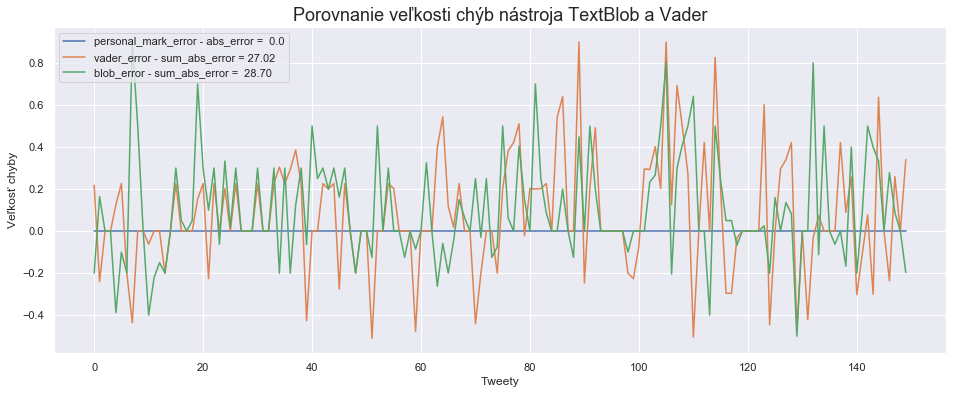 Porovnanie veľkosti chýb nástroja TextBlob a Vader
personal_mark_error - abs_error =  0.0
vader_error - sum_abs_error = 27.02
blob_error - sum_abs_error =  28.70
Veľkosť chyby
0.8
0.6
0.4
0.2
0.0
−0.2
−0.4
0
20
40
60
80
100
120
140
Tweety